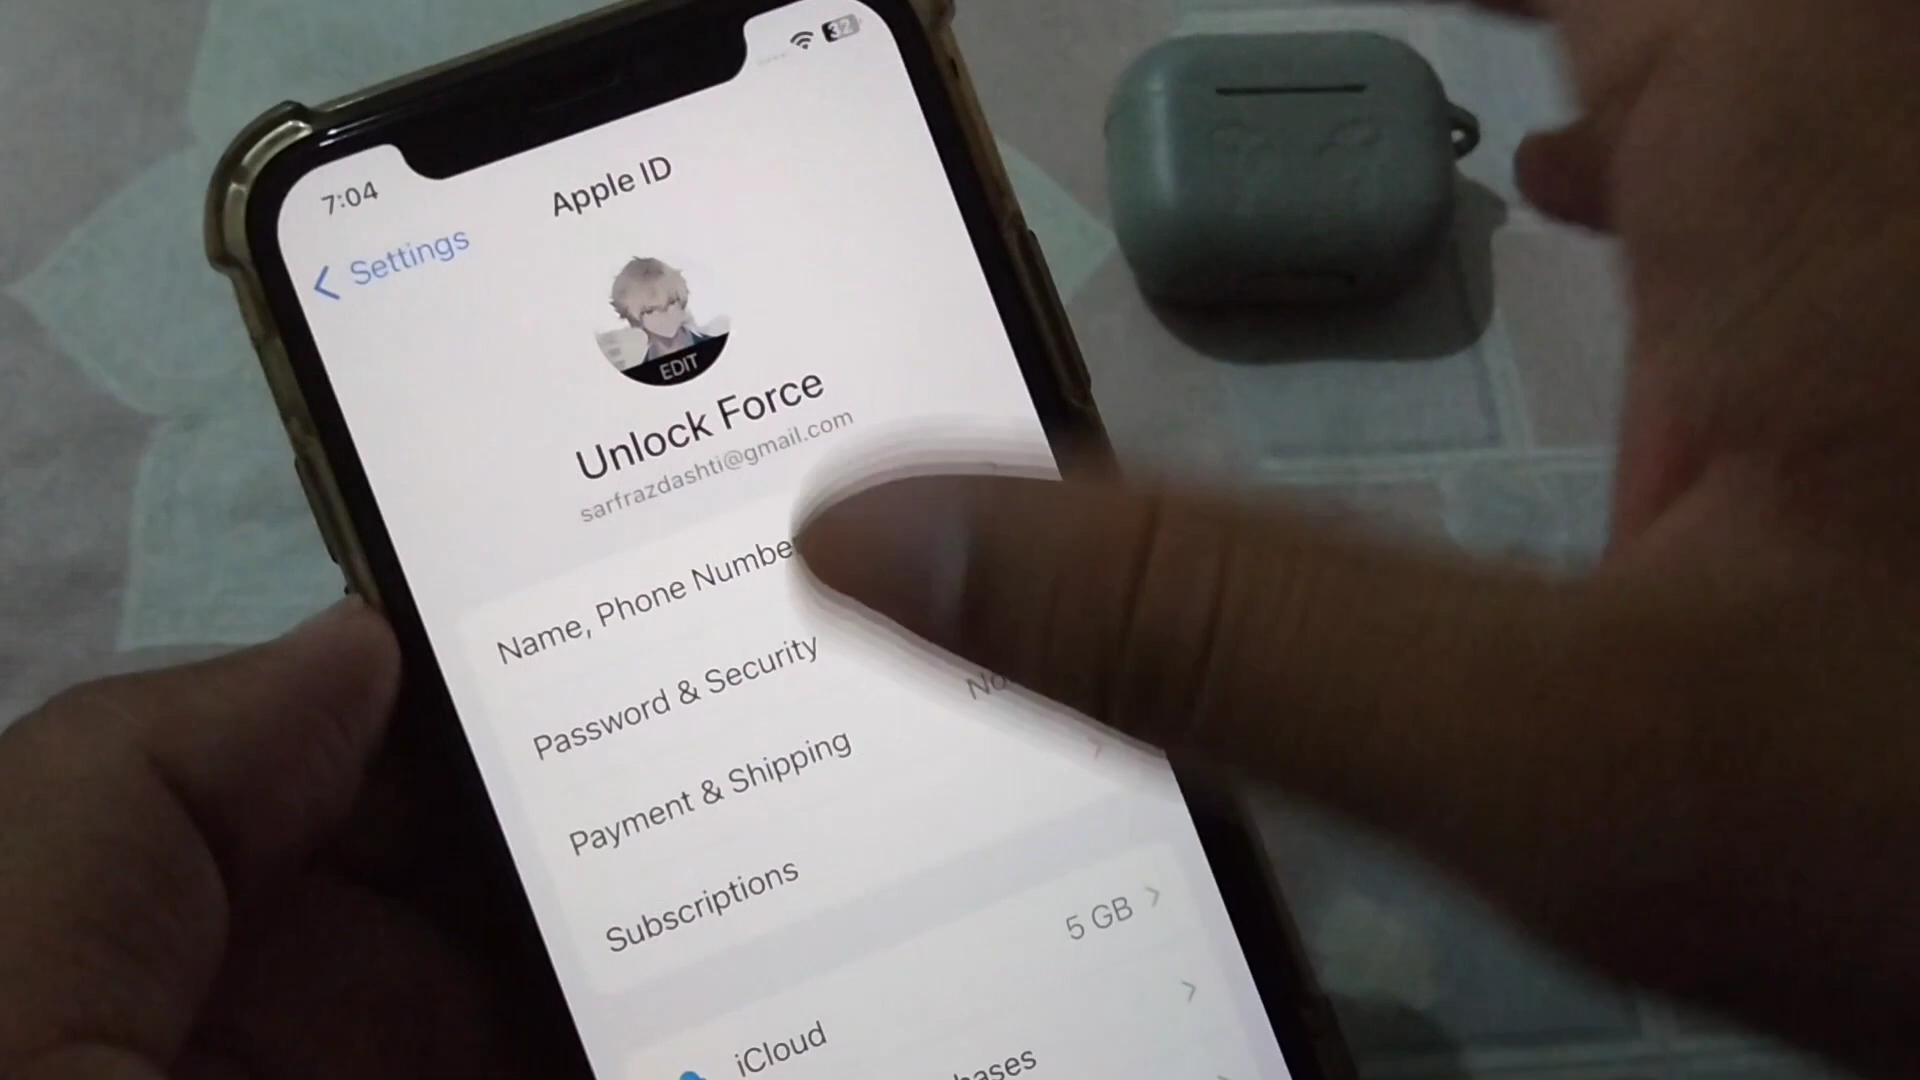 7:04
32
Settings
Apple ID
EDIT
Unlock Force
sarfrazdashti@gmail.com
Name, Phone Number
Password & Security
Payment & Shipping
Subscriptions
iCloud
5 GB